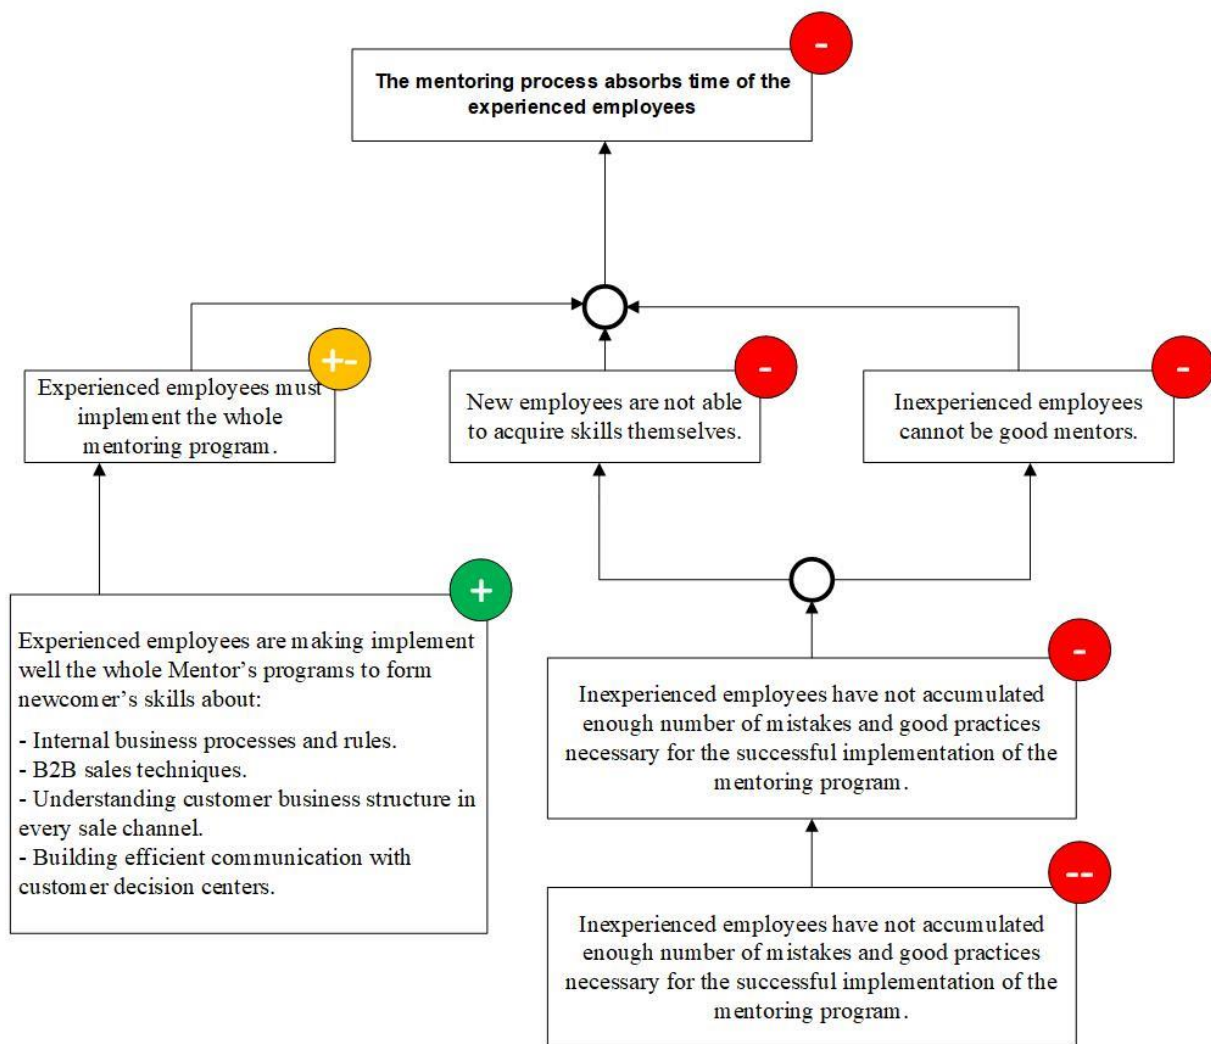 -
The mentoring process absorbs time of the
experienced employees
+-
Experienced employees must
implement the whole
mentoring program.
-
New employees are not able
to acquire skills themselves.
-
Inexperienced employees
cannot be good mentors.
+
Experienced employees are making implement
well the whole Mentor's programs to form
newcomer's skills about:
- Internal business processes and rules.
- B2B sales techniques.
- Understanding customer business structure in
every sale channel.
- Building efficient communication with
customer decision centers.
-
Inexperienced employees have not accumulated
enough number of mistakes and good practices
necessary for the successful implementation of the
mentoring program.
--
Inexperienced employees have not accumulated
enough number of mistakes and good practices
necessary for the successful implementation of the
mentoring program.